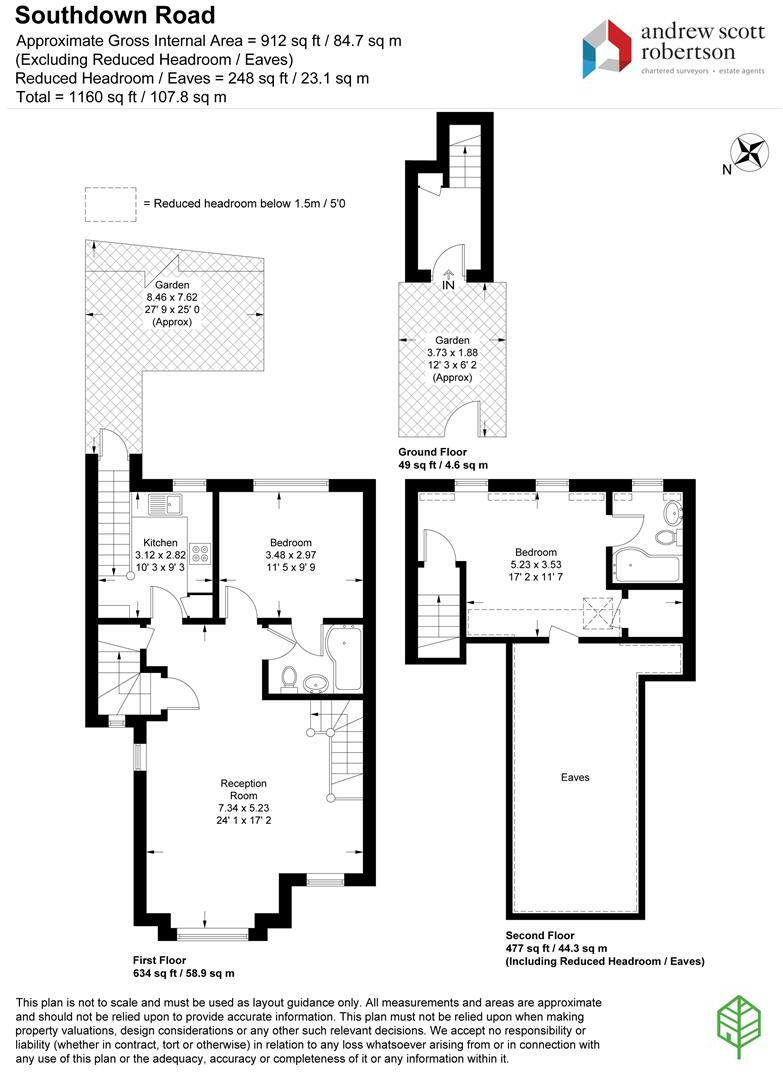 Southdown Road
Approximate Gross Internal Area = 912 sq ft / 84.7 sq m
(Excluding Reduced Headroom / Eaves)
Reduced Headroom / Eaves = 248 sq ft / 23.1 sq m
Total = 1160 sq ft / 107.8 sq m
andrew scott
robertson
chartered surveyors • estate agents
N
= Reduced headroom below 1.5m / 5'0
Garden
8.46 x 7.62
27' 9 x 25' 0
(Approx)
IN
Garden
3.73 x 1.88
12' 3 x 6' 2
(Approx)
Ground Floor
49 sq ft / 4.6 sq m
Kitchen
3.12 x 2.82
10' 3 x 9' 3
Bedroom
3.48 x 2.97
11' 5 x 9' 9
Bedroom
5.23 x 3.53
17' 2 x 11' 7
Reception
Room
7.34 x 5.23
24' 1 x 17' 2
Eaves
First Floor
634 sq ft / 58.9 sq m
Second Floor
477 sq ft / 44.3 sq m
(Including Reduced Headroom / Eaves)
This plan is not to scale and must be used as layout guidance only. All measurements and areas are approximate
and should not be relied upon to provide accurate information. This plan must not be relied upon when making
property valuations, design considerations or any other such relevant decisions. We accept no responsibility or
liability (whether in contract, tort or otherwise) in relation to any loss whatsoever arising from or in connection with
any use of this plan or the adequacy, accuracy or completeness of it or any information within it.